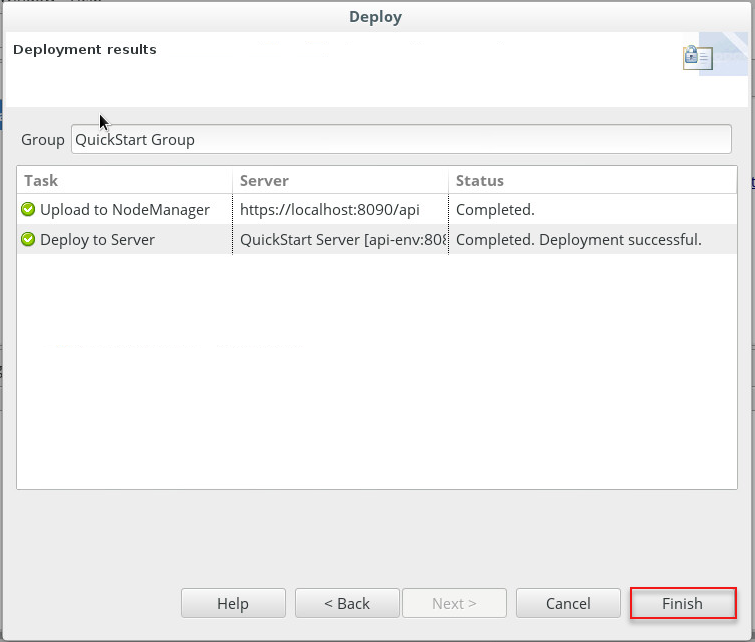 Deploy
Deployment results
Group QuickStart Group
Task Server Status
Upload to NodeManager https://localhost:8090/api Completed.
Deploy to Server QuickStart Server [api-env:808 Completed. Deployment successful.
Help < Back Next > Cancel Finish